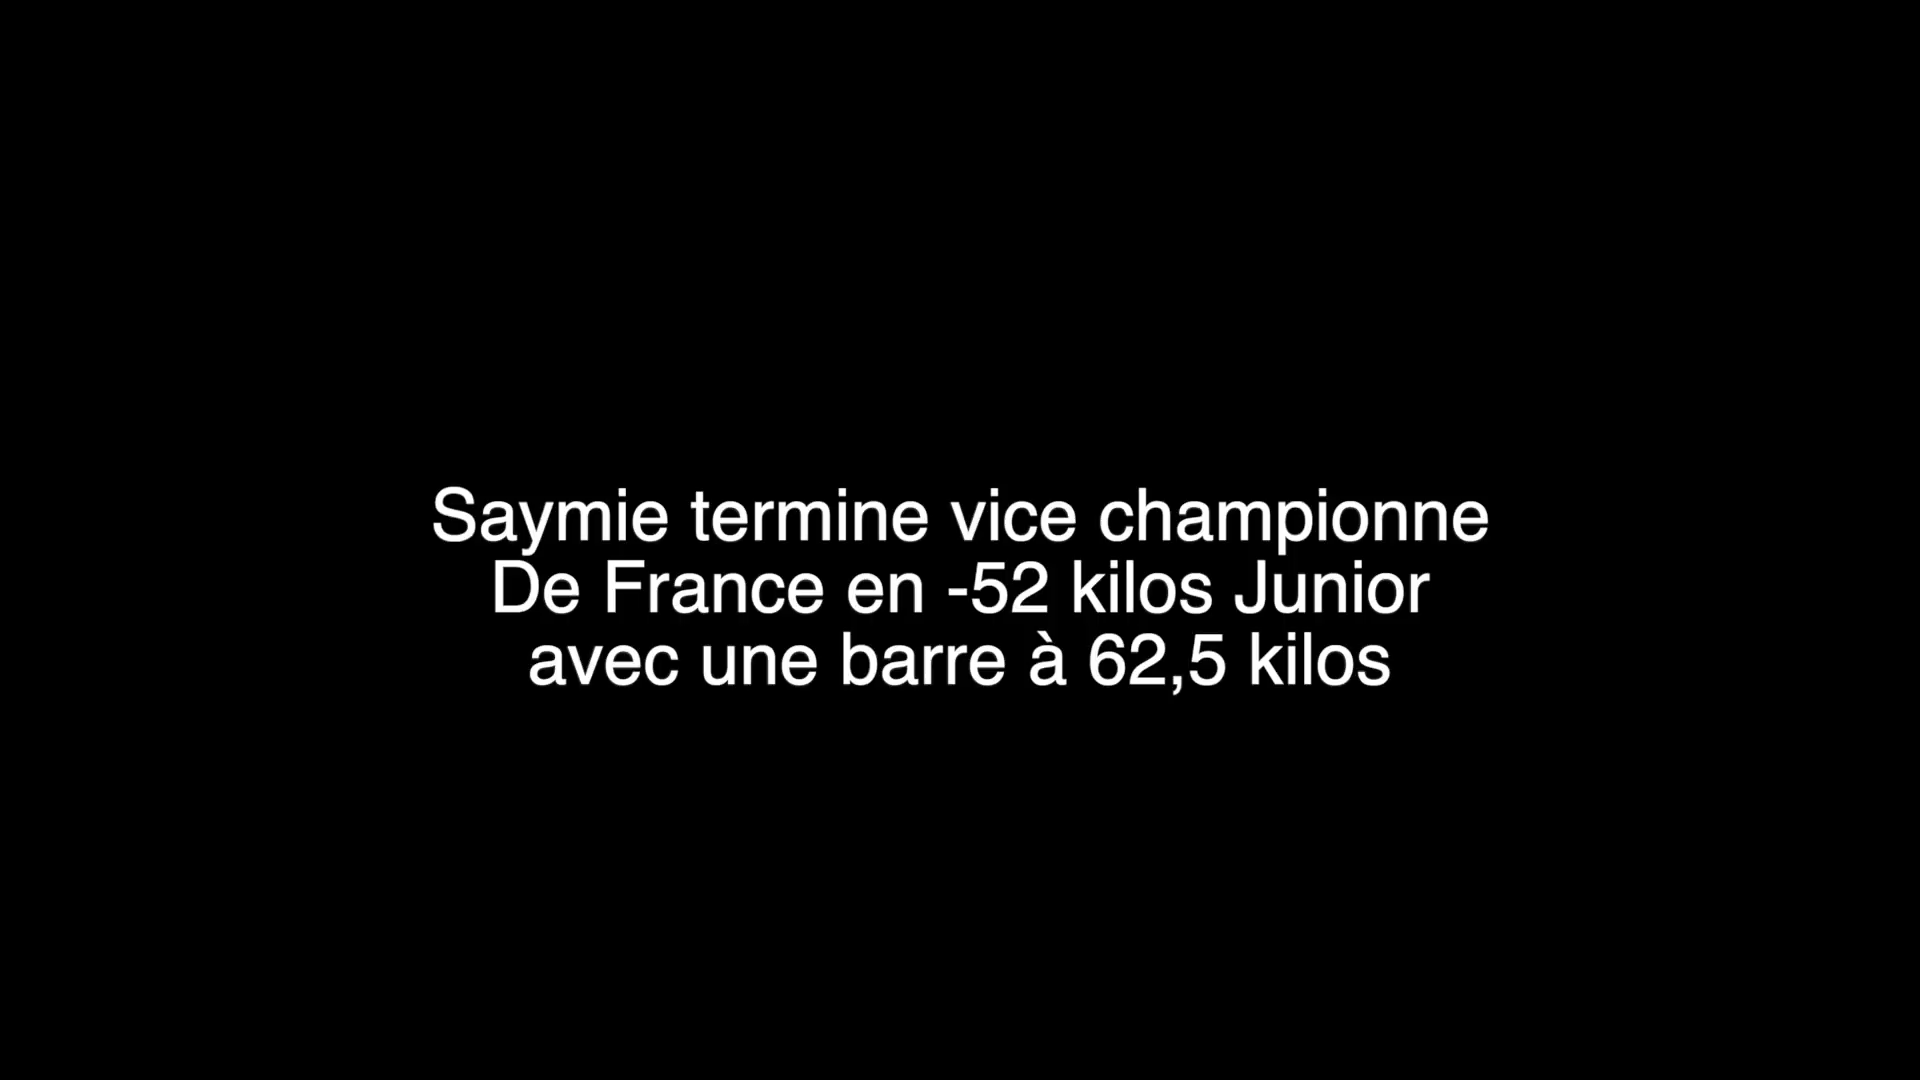 Saymie termine vice championne
De France en -52 kilos Junior
avec une barre à 62,5 kilos